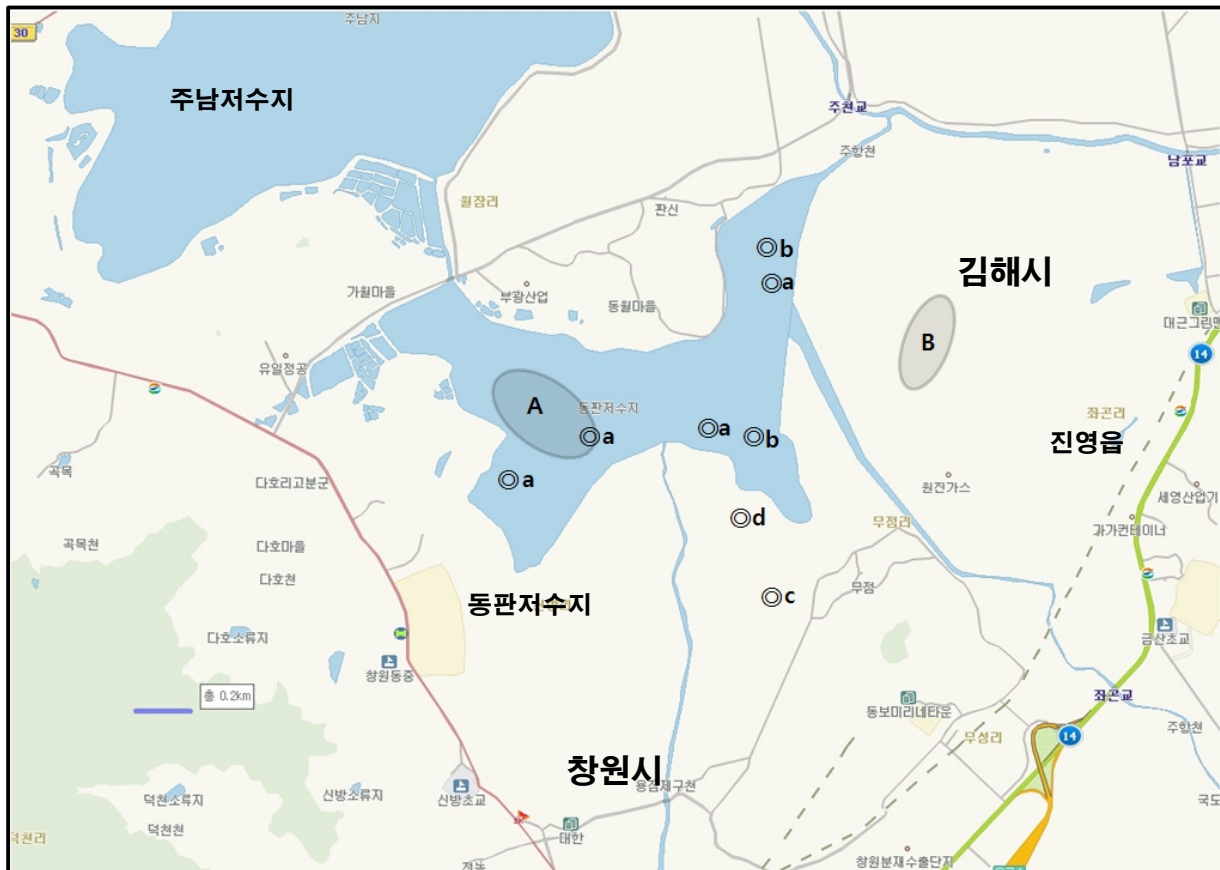 30
주남지
주남저수지
주천교
주항천
남포교
월잠리
판신
b
a
김해시
가월마을
부광산업
동월마을
대근그린맨
B
14
유일정공
A
동판저수지
a
a
b
좌곤리
진영읍
곡목
다호리고분군
a
원진가스
세영산업기
d
무점리
가가컨테이너
곡목천
다호마을
다호천
무점
c
동판저수지
금산초교
다호소류지
창원동중
총 0.2km
동보미리네타운
좌곤교
주항천
무성리
14
창원시
용잠제구천
덕천소류지
신방소류지
신방초교
국도
덕천천
대한
덕천리
창원분재수출단지